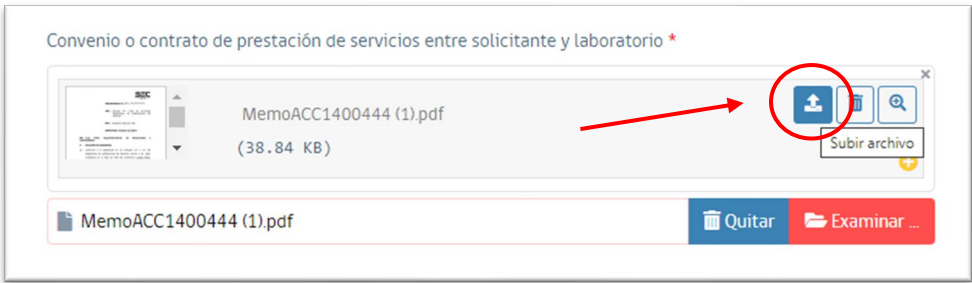 Convenio o contrato de prestación de servicios entre solicitante y laboratorio *
SEC
MemoACC1400444 (1).pdf
(38.84 KB)
Subir archivo
MemoACC1400444 (1).pdf
Quitar
Examinar ...